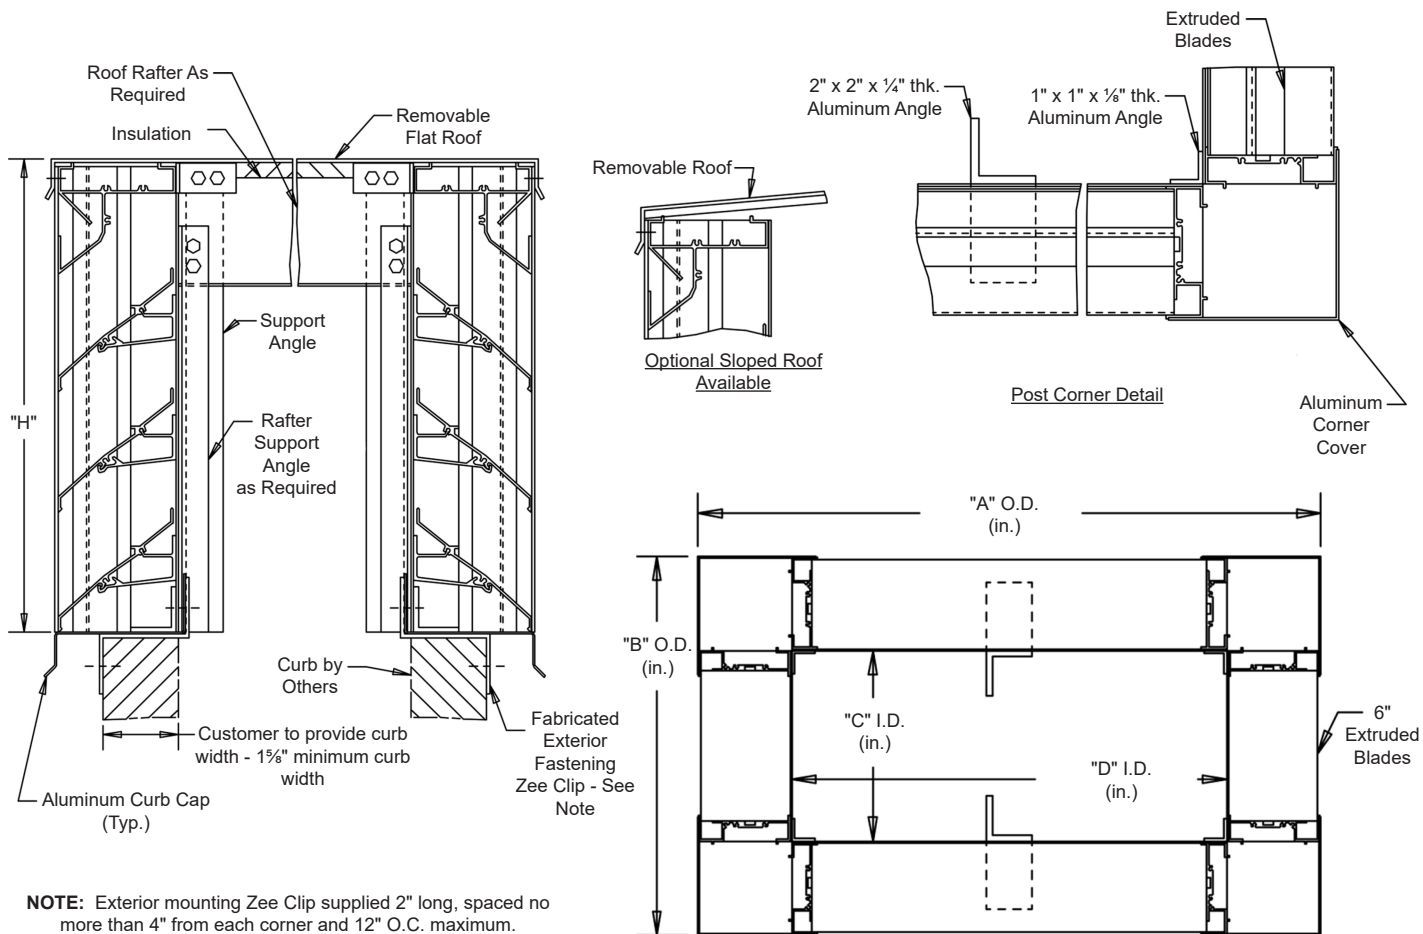 Roof Rafter As
Required
Insulation
Removable
Flat Roof
"H"
Support
Angle
Rafter
Support
Angle
as Required
Curb by
Others
Customer to provide curb
width - 1⅝" minimum curb
width
Aluminum Curb Cap
(Typ.)
Fabricated
Exterior
Fastening
Zee Clip - See
Note
NOTE: Exterior mounting Zee Clip supplied 2" long, spaced no
more than 4" from each corner and 12" O.C. maximum.
Removable Roof
Optional Sloped Roof
Available
Extruded
Blades
2" x 2" x ¼" thk.
Aluminum Angle
1" x 1" x ⅛" thk.
Aluminum Angle
Post Corner Detail
Aluminum
Corner
Cover
"A" O.D.
(in.)
"B" O.D.
(in.)
"C" I.D.
(in.)
"D" I.D.
(in.)
6"
Extruded
Blades